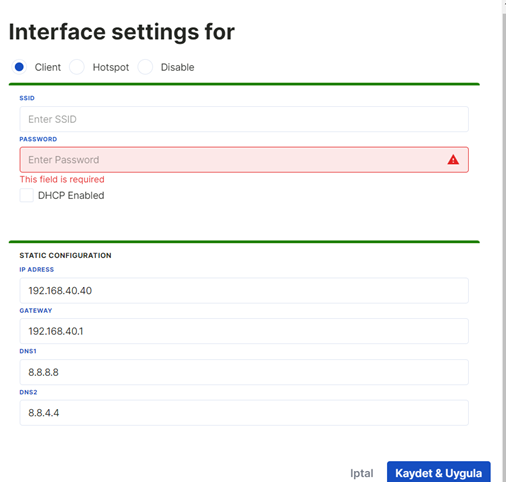 Interface settings for
Client Hotspot Disable
SSID
Enter SSID
PASSWORD
Enter Password
This field is required
DHCP Enabled
STATIC CONFIGURATION
IP ADRESS
192.168.40.40
GATEWAY
192.168.40.1
DNS1
8.8.8.8
DNS2
8.8.4.4
Iptal Kaydet & Uygula